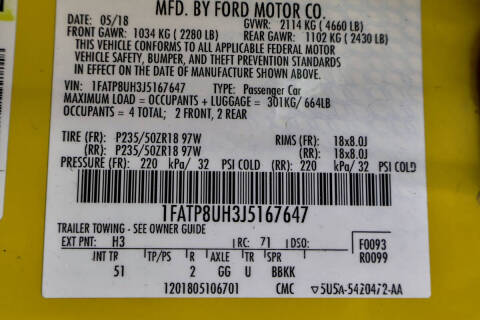 MFD. BY FORD MOTOR CO.
DATE: 05/18 GVWR: 2114 KG ( 4660 LB)
FRONT GAWR: 1034 KG ( 2280 LB) REAR GAWR: 1102 KG ( 2430 LB)
THIS VEHICLE CONFORMS TO ALL APPLICABLE FEDERAL MOTOR
VEHICLE SAFETY, BUMPER, AND THEFT PREVENTION STANDARDS
IN EFFECT ON THE DATE OF MANUFACTURE SHOWN ABOVE.
VIN: 1FATP8UH3J5167647 TYPE: Passenger Car
MAXIMUM LOAD = OCCUPANTS + LUGGAGE = 301KG/ 664LB
OCCUPANTS = 4 TOTAL; 2 FRONT, 2 REAR
TIRE (FR): P235/50ZR18 97W RIMS (FR): 18x8.0J
(RR): P235/50ZR18 97W (RR): 18x8.0J
PRESSURE (FR): 220 kPa/ 32 PSI COLD (RR): 220 kPa/ 32 PSI COLD
1FATP8UH3J5167647
TRAILER TOWING - SEE OWNER GUIDE
EXT PNT: H3 RC: 71 DSO: F0093
INT TR TP/PS R AXLE TR SPR R0099
51 2 GG U BBKK
1201805106701 CMC ▽5USA-5420472-AA